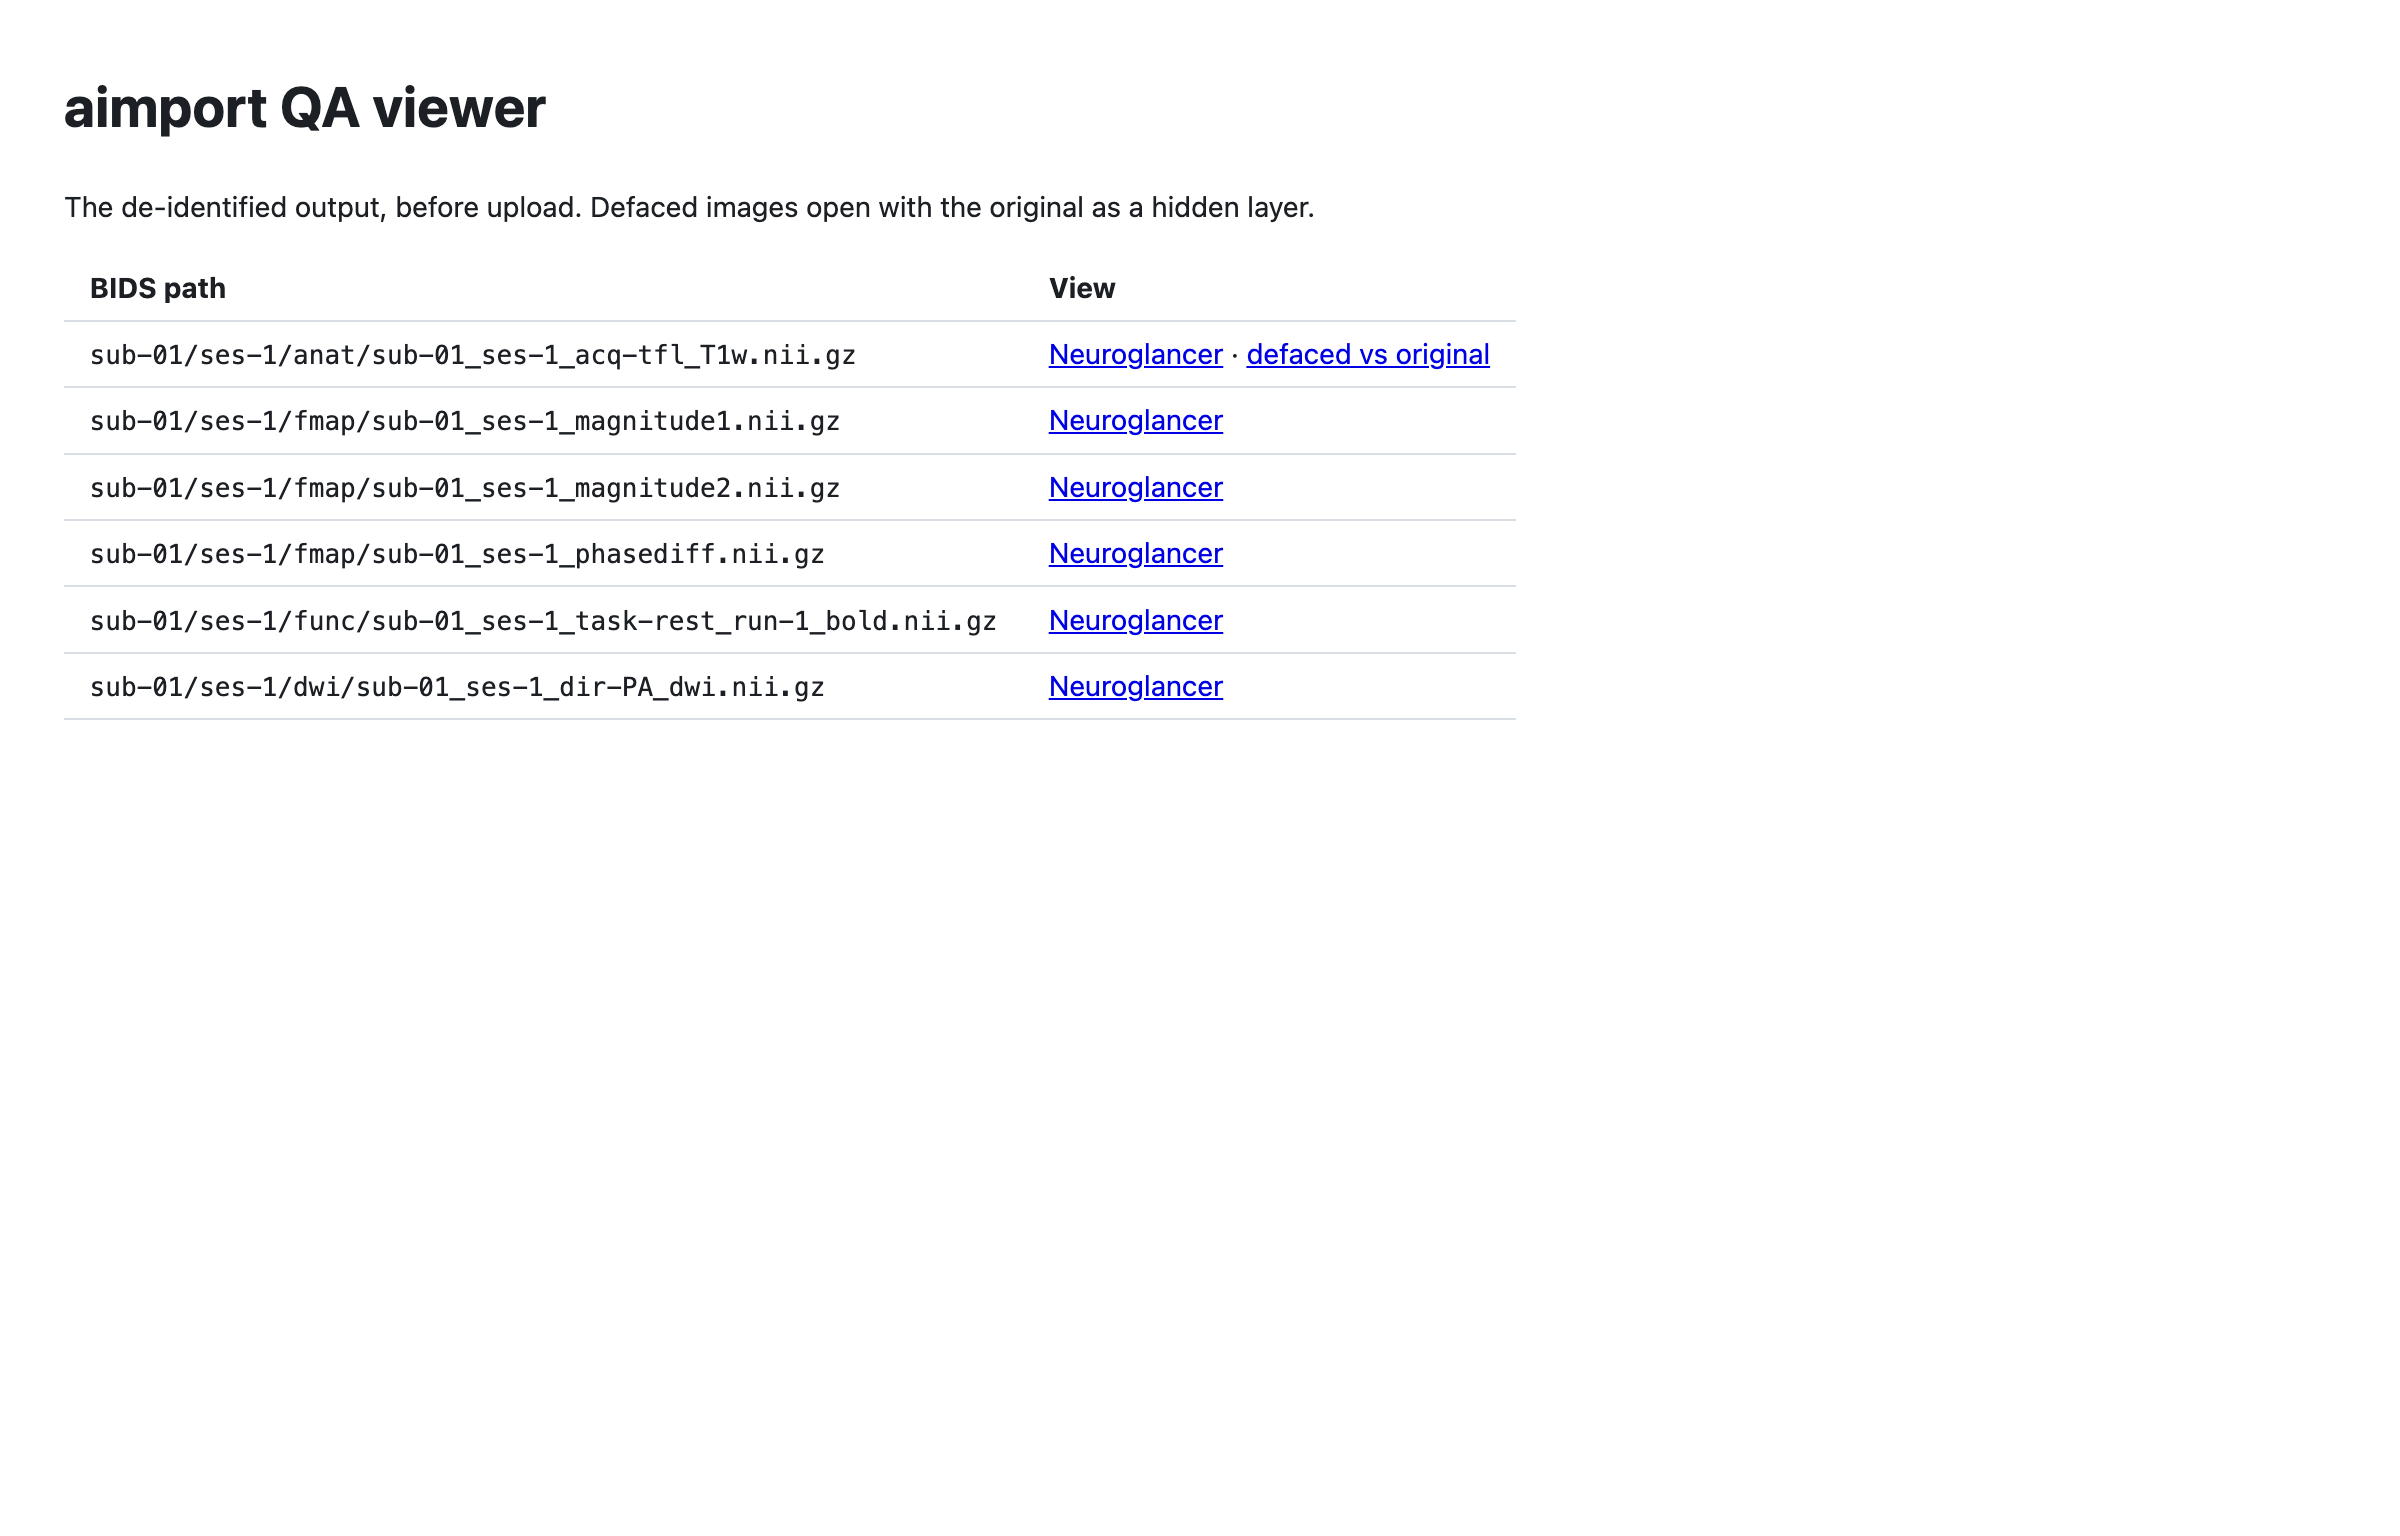 aimport QA viewer
The de-identified output, before upload. Defaced images open with the original as a hidden layer.
BIDS path View
sub-01/ses-1/anat/sub-01_ses-1_acq-tfl_T1w.nii.gz Neuroglancer · defaced vs original
sub-01/ses-1/fmap/sub-01_ses-1_magnitude1.nii.gz Neuroglancer
sub-01/ses-1/fmap/sub-01_ses-1_magnitude2.nii.gz Neuroglancer
sub-01/ses-1/fmap/sub-01_ses-1_phasediff.nii.gz Neuroglancer
sub-01/ses-1/func/sub-01_ses-1_task-rest_run-1_bold.nii.gz Neuroglancer
sub-01/ses-1/dwi/sub-01_ses-1_dir-PA_dwi.nii.gz Neuroglancer